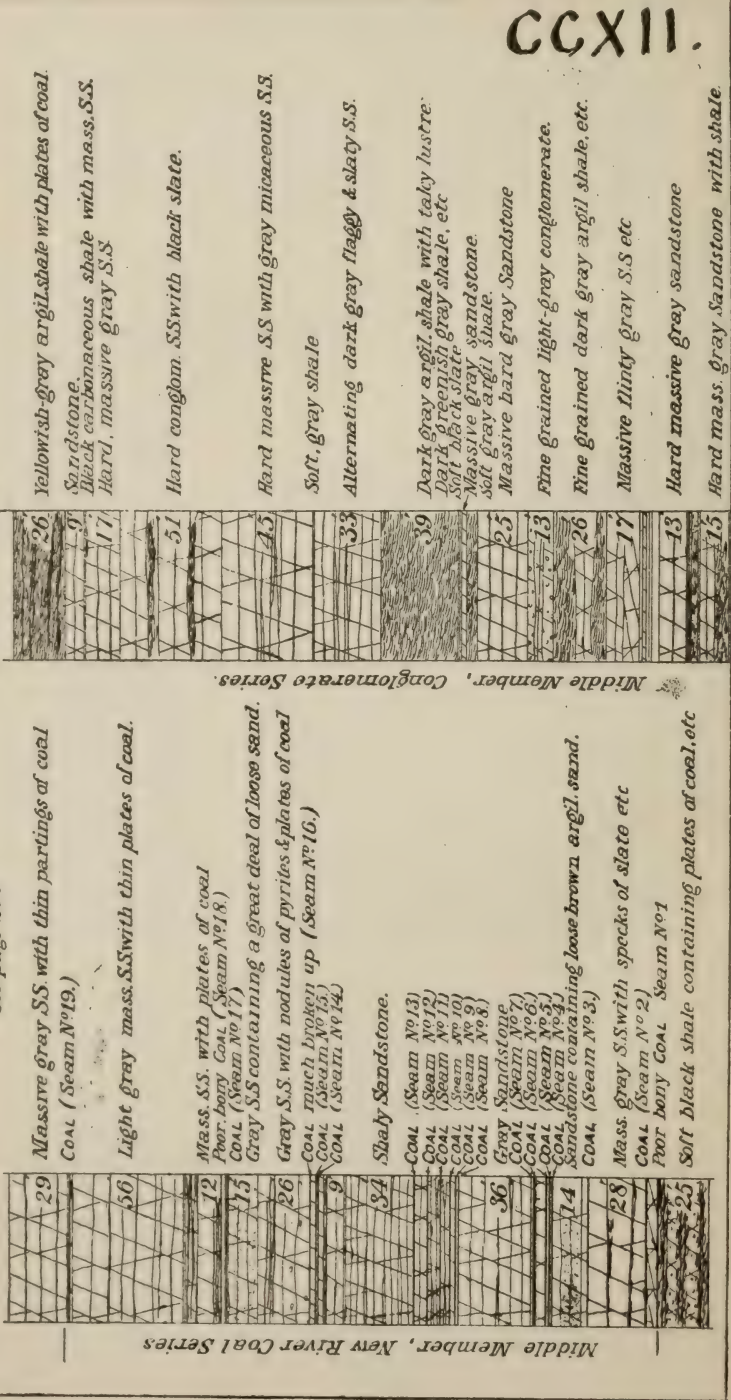 CCXII.
26 Yellowish-gray argil.shale with plates of coal.
9 Sandstone.
Black carbonaceous shale with mass. S.S.
17 Hard, massive gray S.S
51 Hard conglom. S.S with black slate.
45 Hard massive S.S with gray micaceous S.S.
Soft, gray shale
33 Alternating dark gray flaggy & slaty S.S.
39 Dark gray argil. shale with talcy lustre.
Dark greenish gray shale, etc
Soft black slate
Massive gray sandstone.
Soft gray argil shale.
25 Massive hard gray Sandstone
13 Fine grained light-gray conglomerate.
26 Fine grained dark gray argil shale, etc.
17 Massive flinty gray S.S etc
13 Hard massive gray sandstone
15 Hard mass. gray Sandstone with shale.
Middle Member, Conglomerate Series.
29 Massive gray S.S. with thin partings of coal
COAL (Seam Nº 19.)
56 Light gray mass. S.S with thin plates of coal.
12 Mass. S.S. with plates of coal
Poor. bony COAL (Seam Nº 18.)
COAL (Seam Nº 17)
15 Gray S.S containing a great deal of loose sand.
26 Gray S.S. with nodules of pyrites & plates of coal
COAL much broken up (Seam Nº 16.)
COAL (Seam Nº 15.)
COAL (Seam Nº 14)
9
34 Shaly Sandstone.
COAL (Seam Nº 13)
COAL (Seam Nº 12)
COAL (Seam Nº 11)
COAL (Seam Nº 10)
COAL (Seam Nº 9)
COAL (Seam Nº 8.)
36 Gray Sandstone
COAL (Seam Nº 7.)
COAL (Seam Nº 6.)
COAL (Seam Nº 5.)
COAL (Seam Nº 4.)
14 Sandstone containing loose brown argil. sand.
COAL (Seam Nº 3.)
28 Mass. gray S.S with specks of slate etc
COAL (Seam Nº 2)
Poor bony COAL Seam Nº 1
25 Soft black shale containing plates of coal, etc
Middle Member, New River Coal Series